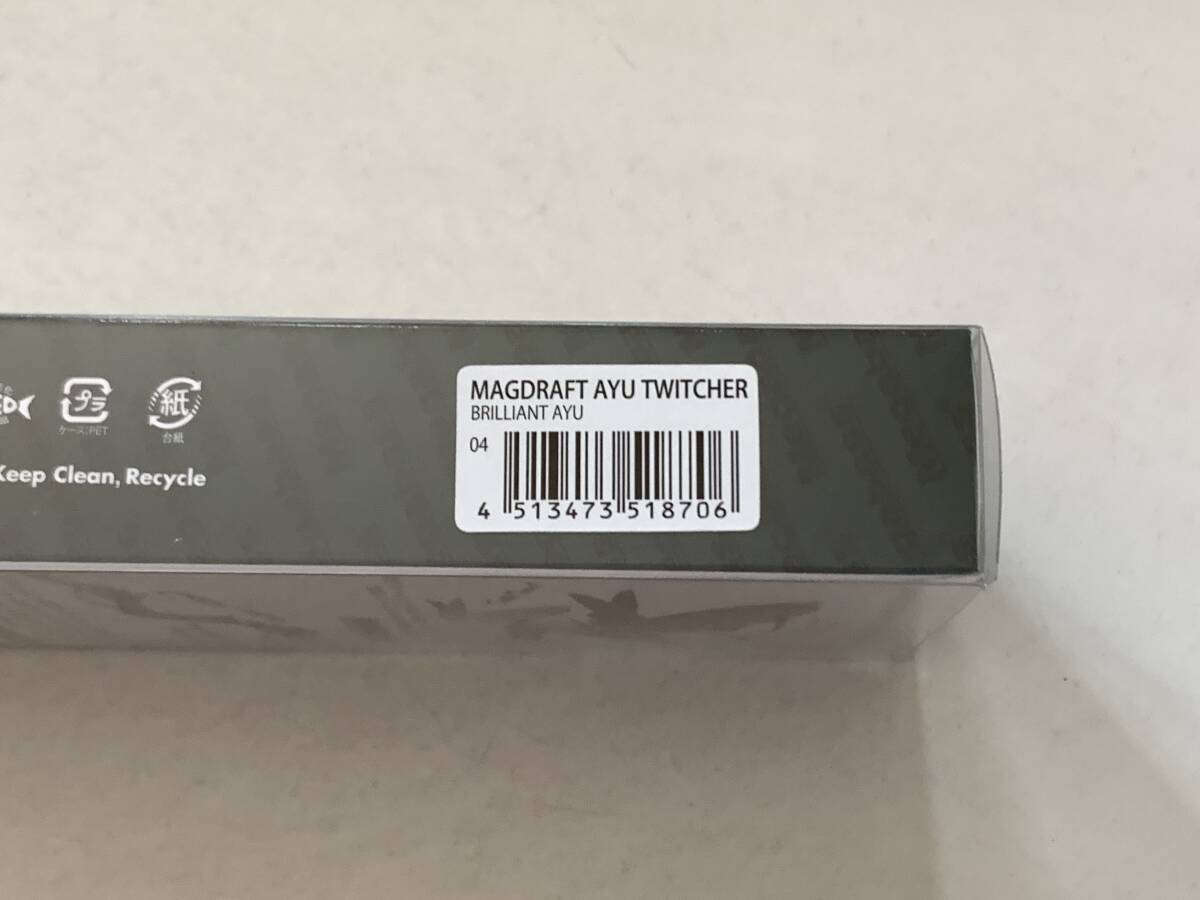 MAGDRAFT AYU TWITCHER
BRILLIANT AYU
04
4 513473 518706
プラ
ケース:PET
紙
台紙
Keep Clean, Recycle